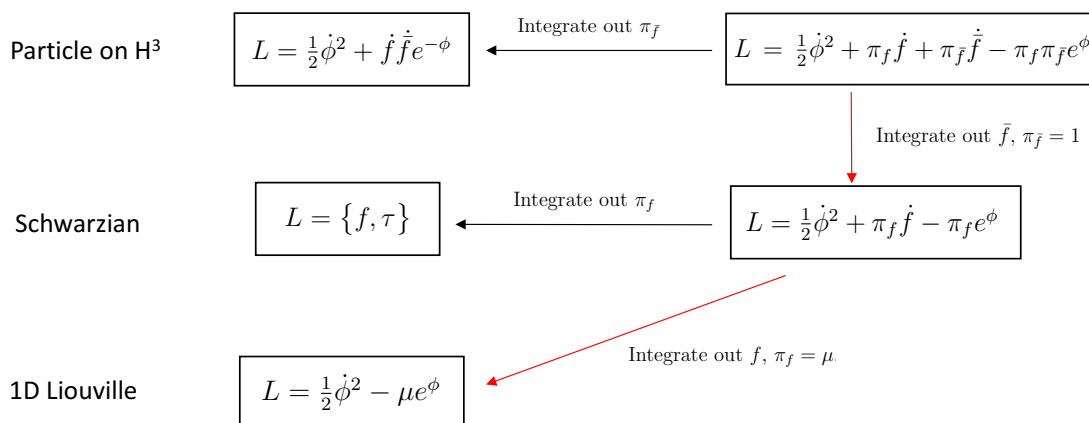 Integrate out π_f̄
Particle on H³
L = ½φ̇² + ḟ f̄̇ e^{−φ}
L = ½φ̇² + π_f ḟ + π_f̄ f̄̇ − π_f π_f̄ e^φ
Integrate out f̄, π_f̄ = 1
Integrate out π_f
Schwarzian
L = {f, τ}
L = ½φ̇² + π_f ḟ − π_f e^φ
Integrate out f, π_f = μ.
1D Liouville
L = ½φ̇² − μe^φ